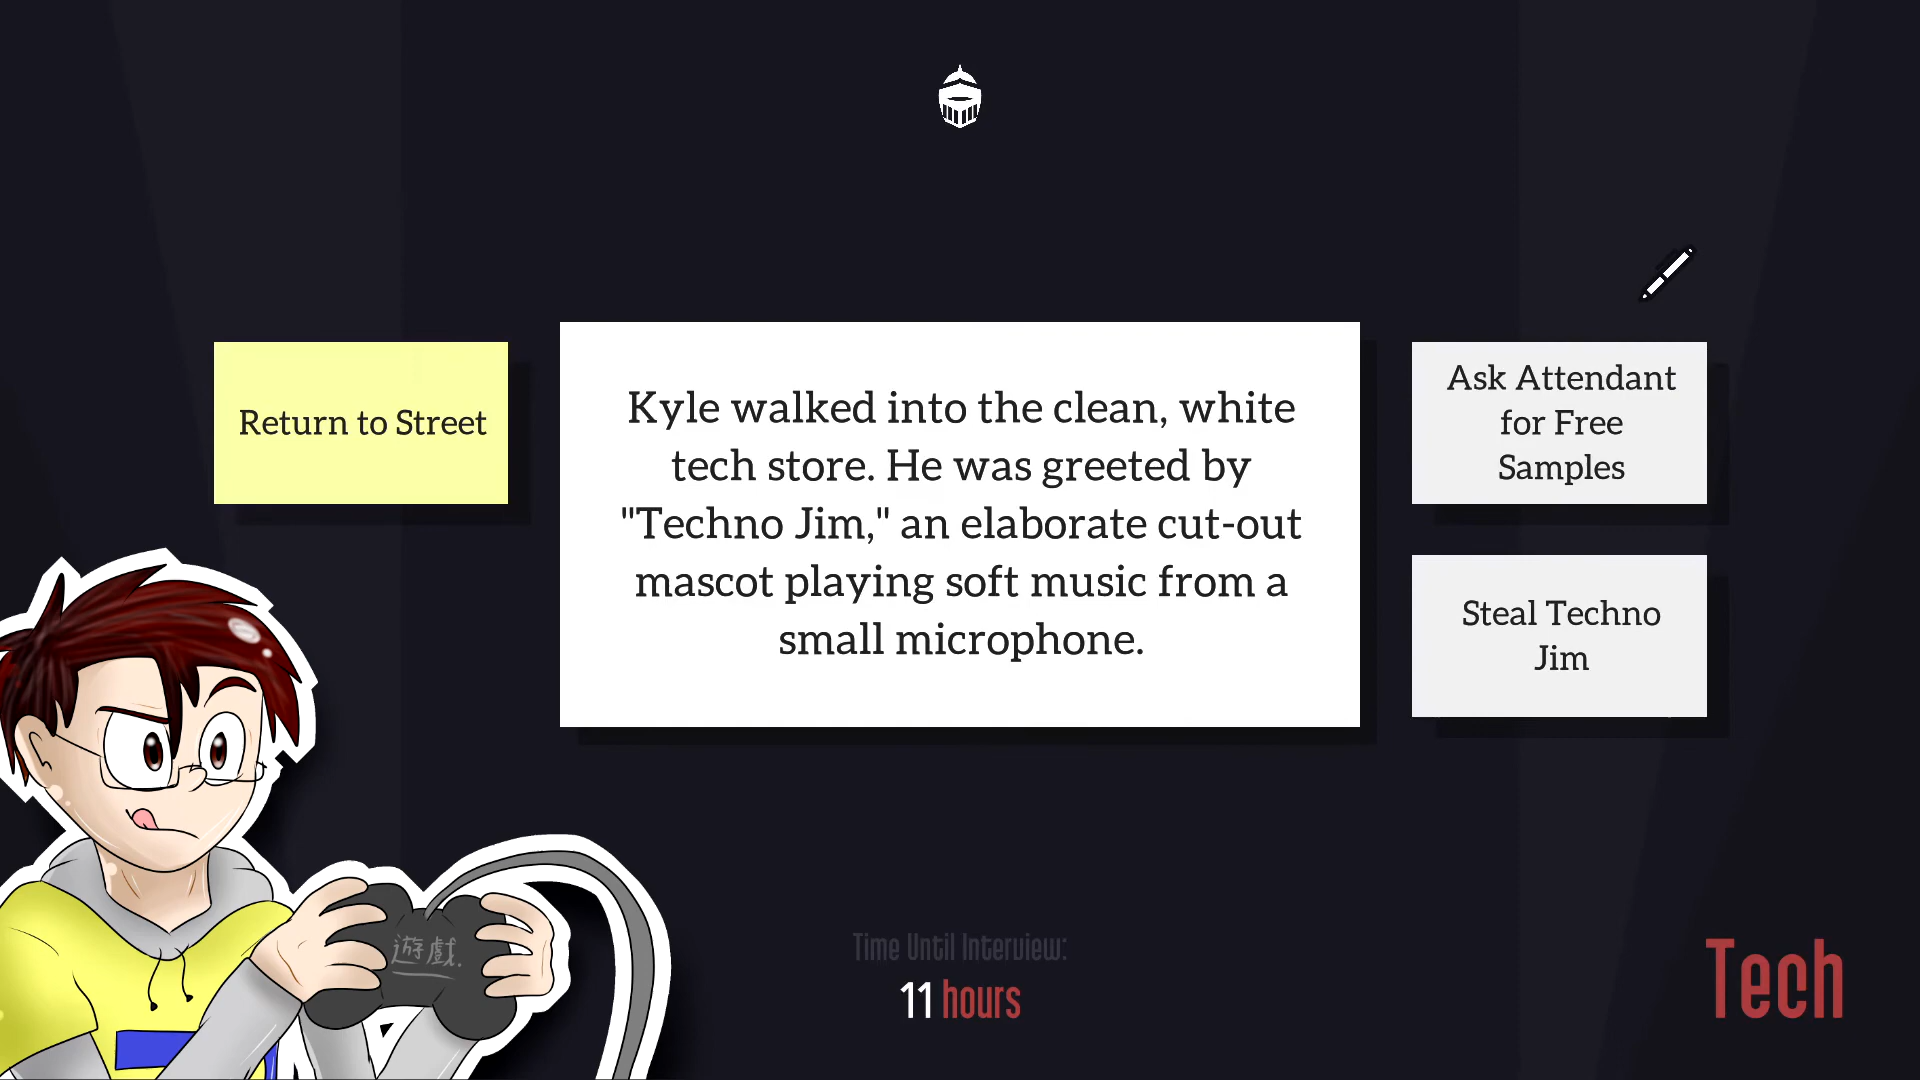 Return to Street
Kyle walked into the clean, white
tech store. He was greeted by
"Techno Jim," an elaborate cut-out
mascot playing soft music from a
small microphone.
Ask Attendant
for Free
Samples
Steal Techno
Jim
遊戲.
Time Until Interview:
11 hours
Tech